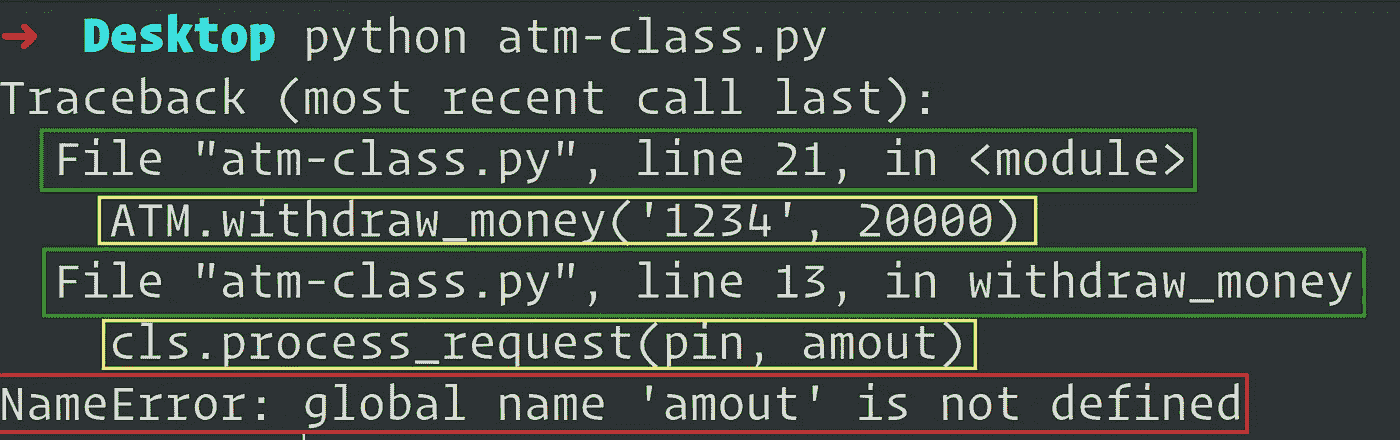 ➜ Desktop python atm-class.py
Traceback (most recent call last):
File "atm-class.py", line 21, in <module>
ATM.withdraw_money('1234', 20000)
File "atm-class.py", line 13, in withdraw_money
cls.process_request(pin, amout)
NameError: global name 'amout' is not defined